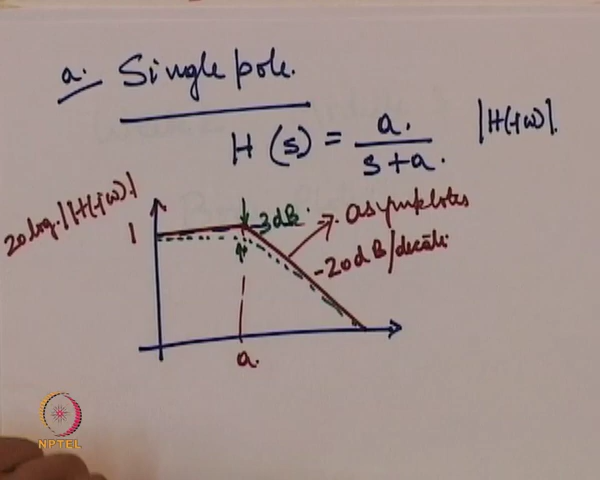 a. Single pole.
H(s) = a. / s+a. |H(jω)|.
20 log. |H(jω).|
1
3dB.
→ asymptotes
-20dB/decade
a.
NPTEL